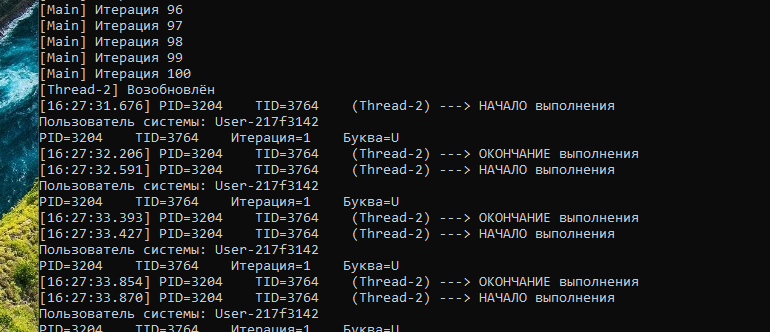 [Main] Итерация 96
[Main] Итерация 97
[Main] Итерация 98
[Main] Итерация 99
[Main] Итерация 100
[Thread-2] Возобновлён
[16:27:31.676] PID=3204 TID=3764 (Thread-2) ---> НАЧАЛО выполнения
Пользователь системы: User-217f3142
PID=3204 TID=3764 Итерация=1 Буква=U
[16:27:32.206] PID=3204 TID=3764 (Thread-2) ---> ОКОНЧАНИЕ выполнения
[16:27:32.591] PID=3204 TID=3764 (Thread-2) ---> НАЧАЛО выполнения
Пользователь системы: User-217f3142
PID=3204 TID=3764 Итерация=1 Буква=U
[16:27:33.393] PID=3204 TID=3764 (Thread-2) ---> ОКОНЧАНИЕ выполнения
[16:27:33.427] PID=3204 TID=3764 (Thread-2) ---> НАЧАЛО выполнения
Пользователь системы: User-217f3142
PID=3204 TID=3764 Итерация=1 Буква=U
[16:27:33.854] PID=3204 TID=3764 (Thread-2) ---> ОКОНЧАНИЕ выполнения
[16:27:33.870] PID=3204 TID=3764 (Thread-2) ---> НАЧАЛО выполнения
Пользователь системы: User-217f3142
PID=3204 TID=3764 Итерация=1 Буква=U